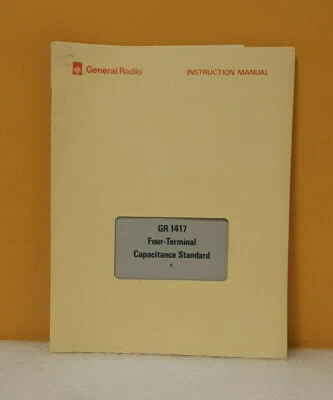 General Radio
INSTRUCTION MANUAL
GR 1417
Four-Terminal
Capacitance Standard